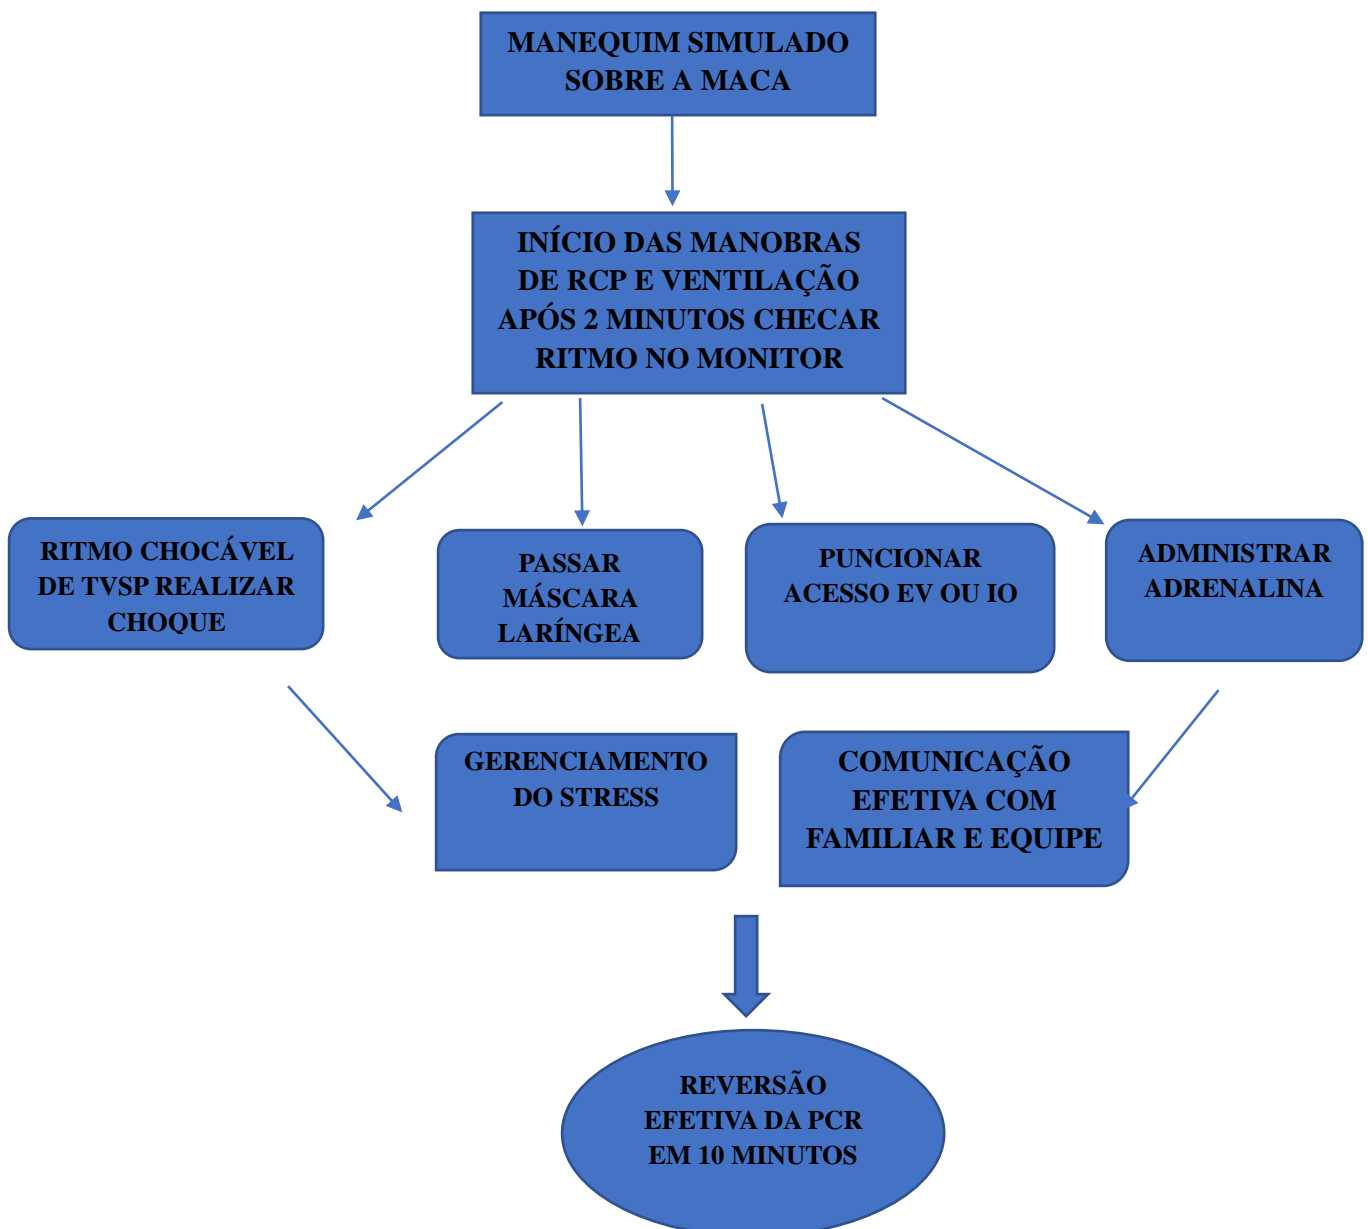 MANEQUIM SIMULADO
SOBRE A MACA
INÍCIO DAS MANOBRAS
DE RCP E VENTILAÇÃO
APÓS 2 MINUTOS CHECAR
RITMO NO MONITOR
RITMO CHOCÁVEL
DE TVSP REALIZAR
CHOQUE
PASSAR
MÁSCARA
LARÍNGEA
PUNCIONAR
ACESSO EV OU IO
ADMINISTRAR
ADRENALINA
GERENCIAMENTO
DO STRESS
COMUNICAÇÃO
EFETIVA COM
FAMILIAR E EQUIPE
REVERSÃO
EFETIVA DA PCR
EM 10 MINUTOS